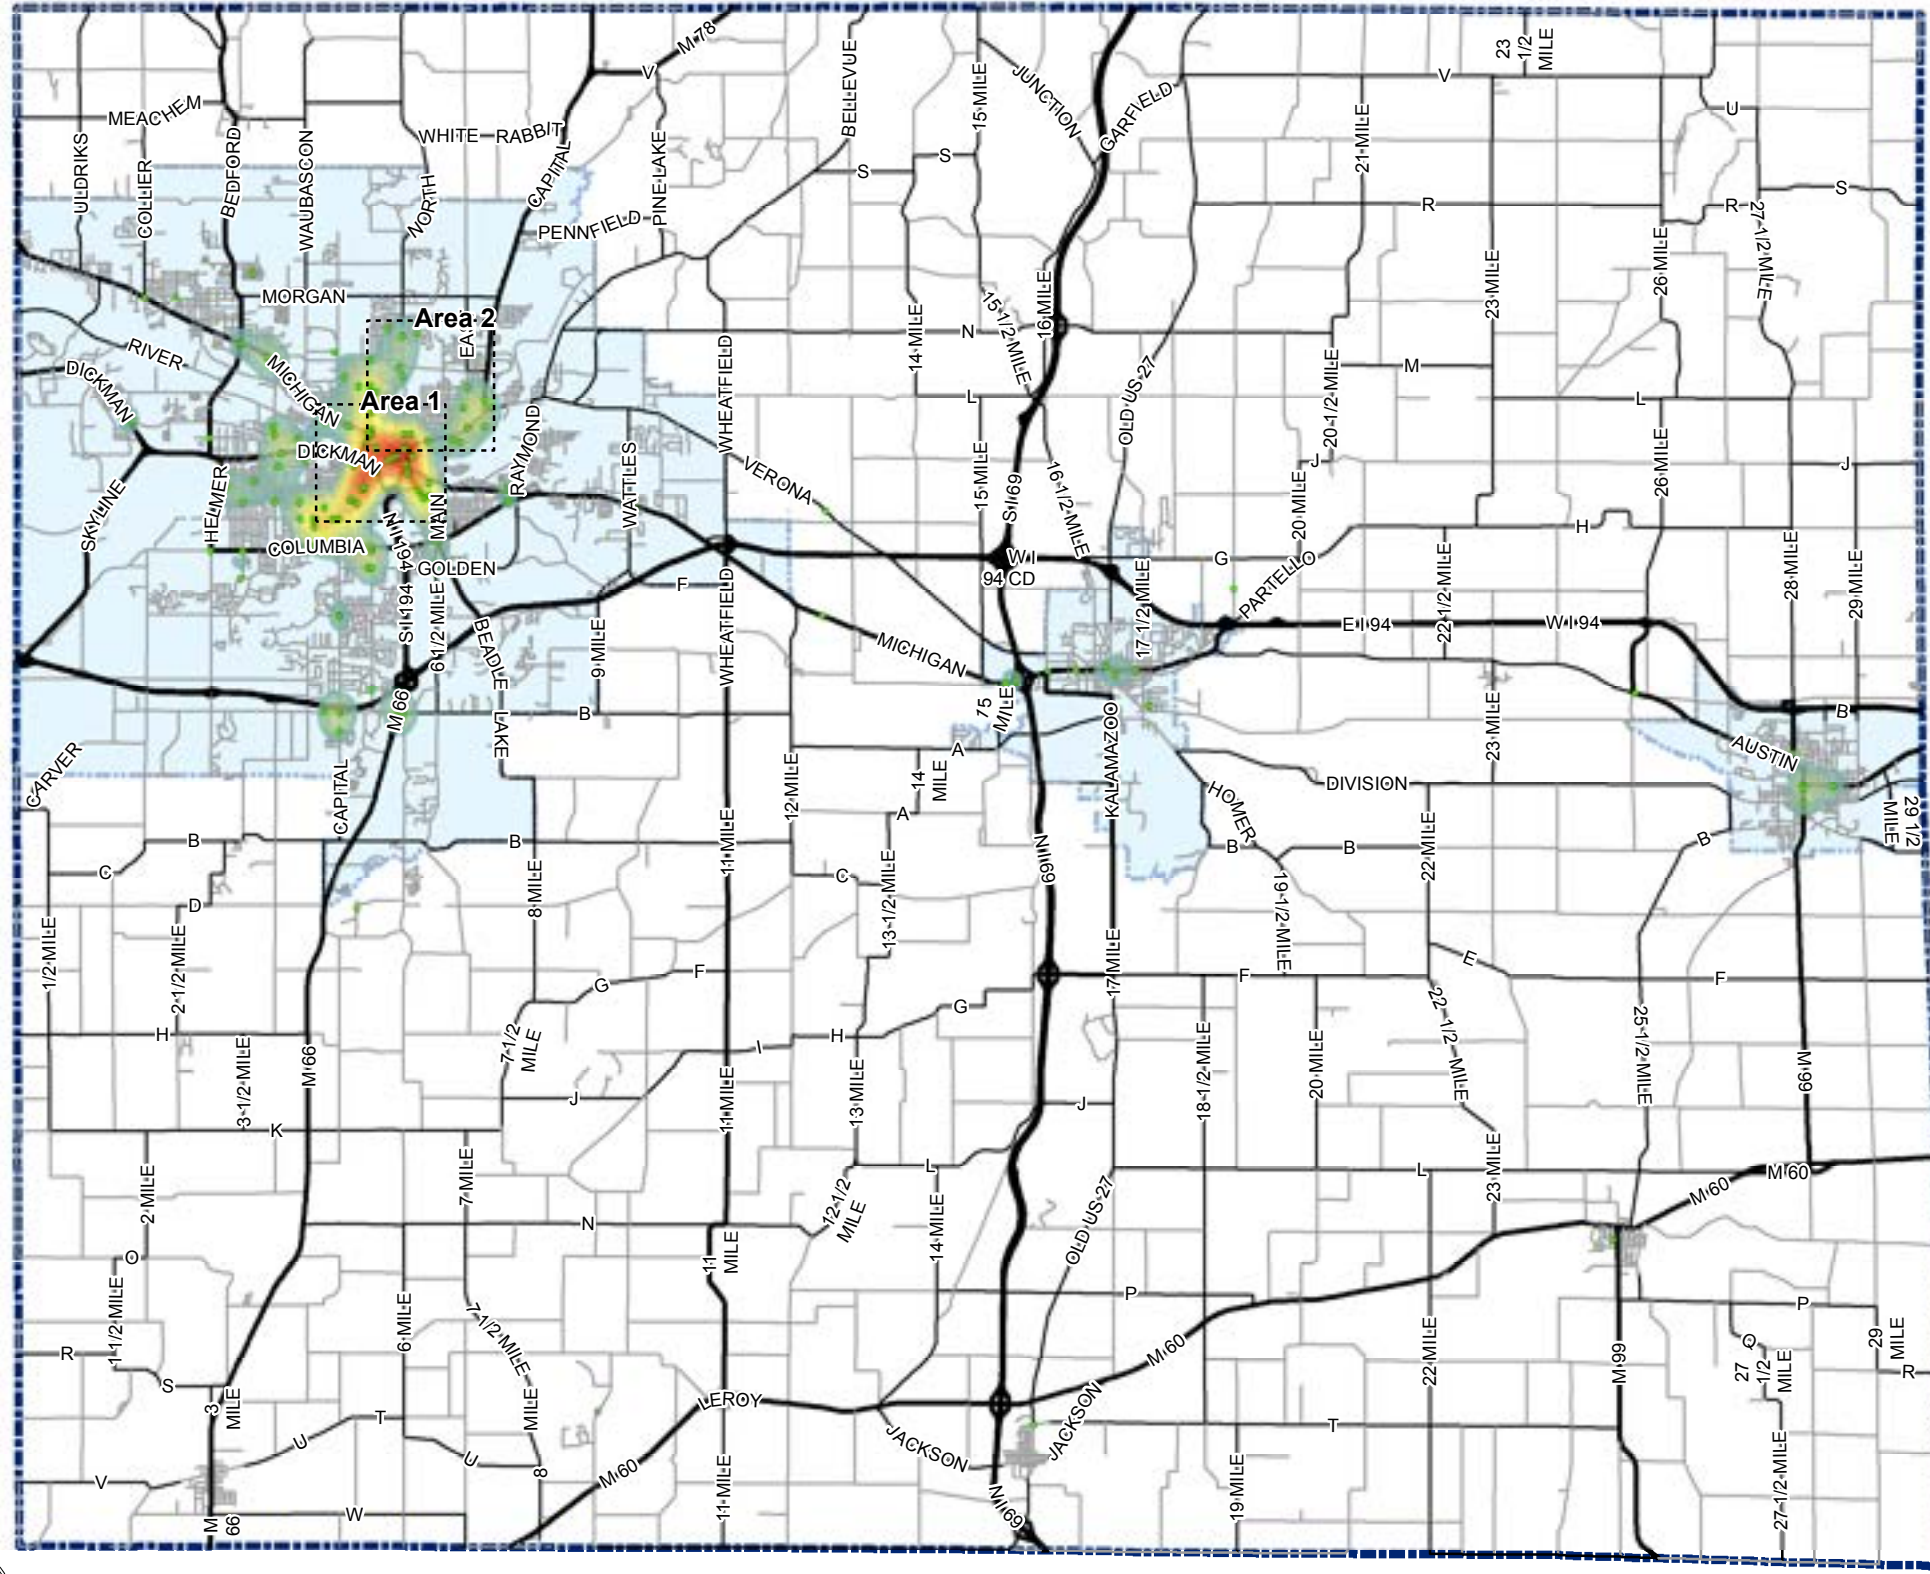 M 78
23
1/2
MILE
V
V
BELLEVUE
15 MILE
JUNCTION
GARFIELD
MEACHEM
WHITE RABBIT
U
ULDRIKS
COLLIER
BEDFORD
WAUBASCON
NORTH
CAPITAL
PINE LAKE
PENNFIELD
S
S
21 MILE
R
R
S
27 1/2 MILE
26 MILE
23 MILE
MORGAN
Area 2
EA
RIVER
DICKMAN
MICHIGAN
Area 1
DICKMAN
14 MILE
15 1/2 MILE
16 MILE
N
L
OLD US 27
20 1/2 MILE
M
L
WHEATFIELD
VERONA
WATTLES
RAYMOND
HELMER
SKYLINE
MAIN
COLUMBIA
N I 194
GOLDEN
S I 194
6 1/2 MILE
BEADLE
LAKE
F
9 MILE
WHEATFIELD
15 MILE
S I 69
16 1/2 MILE
W I
94 CD
J
20 MILE
G
H
PARTELLO
26 MILE
J
28 MILE
29 MILE
22 1/2 MILE
17 1/2 MILE
E I 94
W I 94
MICHIGAN
M 66
B
75
MILE
A
KALAMAZOO
23 MILE
B
AUSTIN
CARVER
CAPITAL
12 MILE
14
MILE
A
HOMER
DIVISION
29 1/2
MILE
B
B
C
D
11 MILE
8 MILE
C
13 1/2 MILE
N I 69
B
B
22 MILE
B
19 1/2 MILE
1/2 MILE
2 1/2 MILE
G
F
G
17 MILE
F
E
F
H
3 1/2 MILE
M 66
7 1/2
MILE
I
H
J
11 MILE
13 MILE
J
18 1/2 MILE
20 MILE
22 1/2 MILE
25 1/2 MILE
M 99
K
2 MILE
7 MILE
12 1/2
MILE
L
14 MILE
OLD US 27
L
23 MILE
M 60
M 60
N
O
11
MILE
1 1/2 MILE
6 MILE
7 1/2 MILE
P
P
R
S
3
MILE
MILE
LEROY
M 60
22 MILE
M 99
Q
27
1/2
MILE
29
MILE
R
T
U
U
8
V
M 60
JACKSON
JACKSON
T
11 MILE
N I 69
19 MILE
27 1/2 MILE
W
M
66